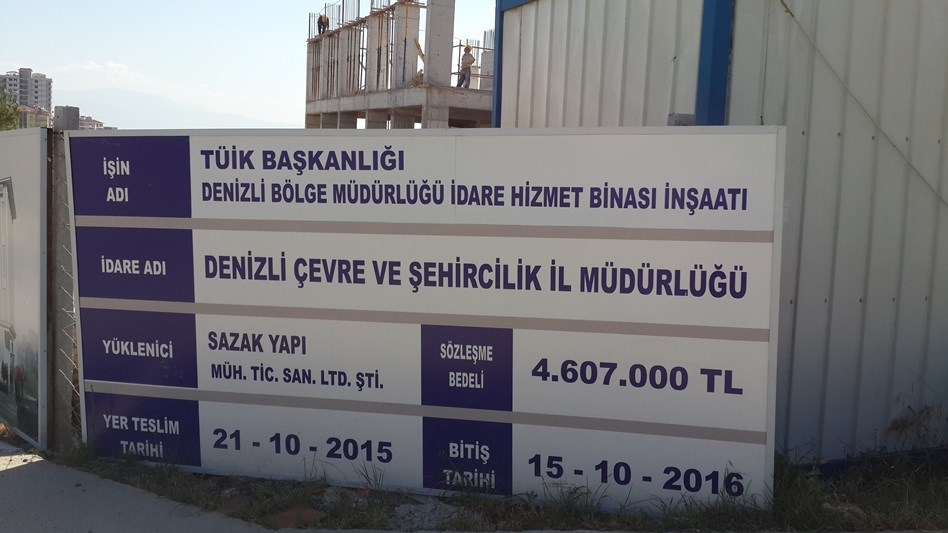 İŞİN
ADI
TÜİK BAŞKANLIĞI
DENİZLİ BÖLGE MÜDÜRLÜĞÜ İDARE HİZMET BİNASI İNŞAATI
İDARE ADI
DENİZLİ ÇEVRE VE ŞEHİRCİLİK İL MÜDÜRLÜĞÜ
YÜKLENİCİ
SAZAK YAPI
MÜH. TİC. SAN. LTD. ŞTİ.
SÖZLEŞME
BEDELİ
4.607.000 TL
YER TESLİM
TARİHİ
21 - 10 - 2015
BİTİŞ
TARİHİ
15 - 10 - 2016